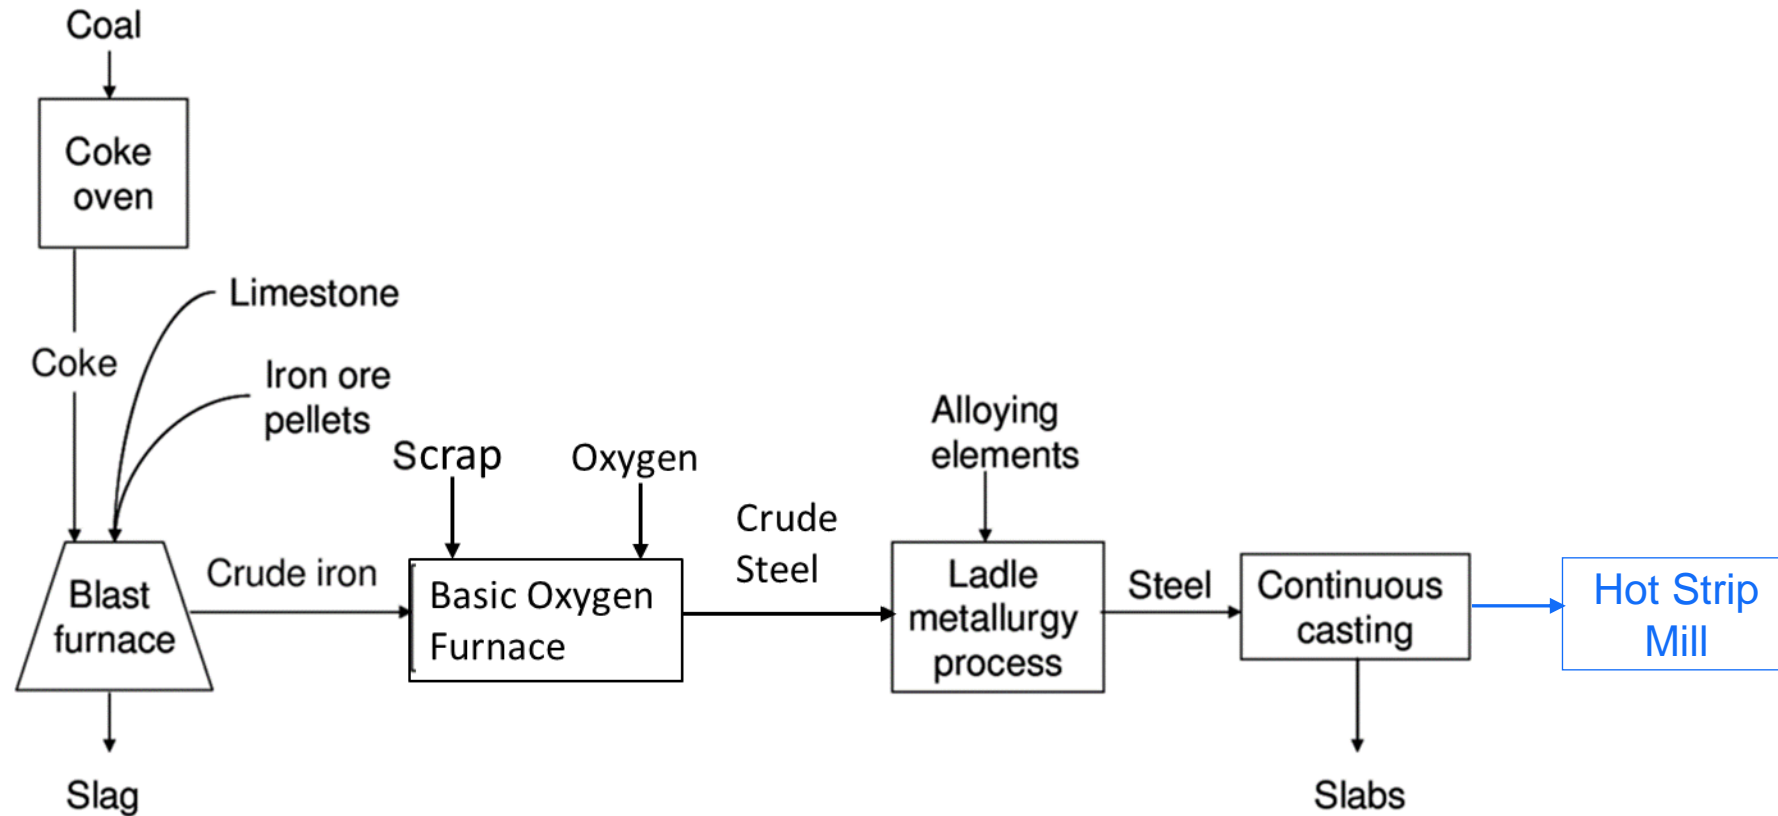 Coal
Coke
oven
Limestone
Coke
Iron ore
pellets
Scrap
Oxygen
Alloying
elements
Crude
Steel
Crude iron
Blast
furnace
Basic Oxygen
Furnace
Ladle
metallurgy
process
Steel
Continuous
casting
Hot Strip
Mill
Slag
Slabs